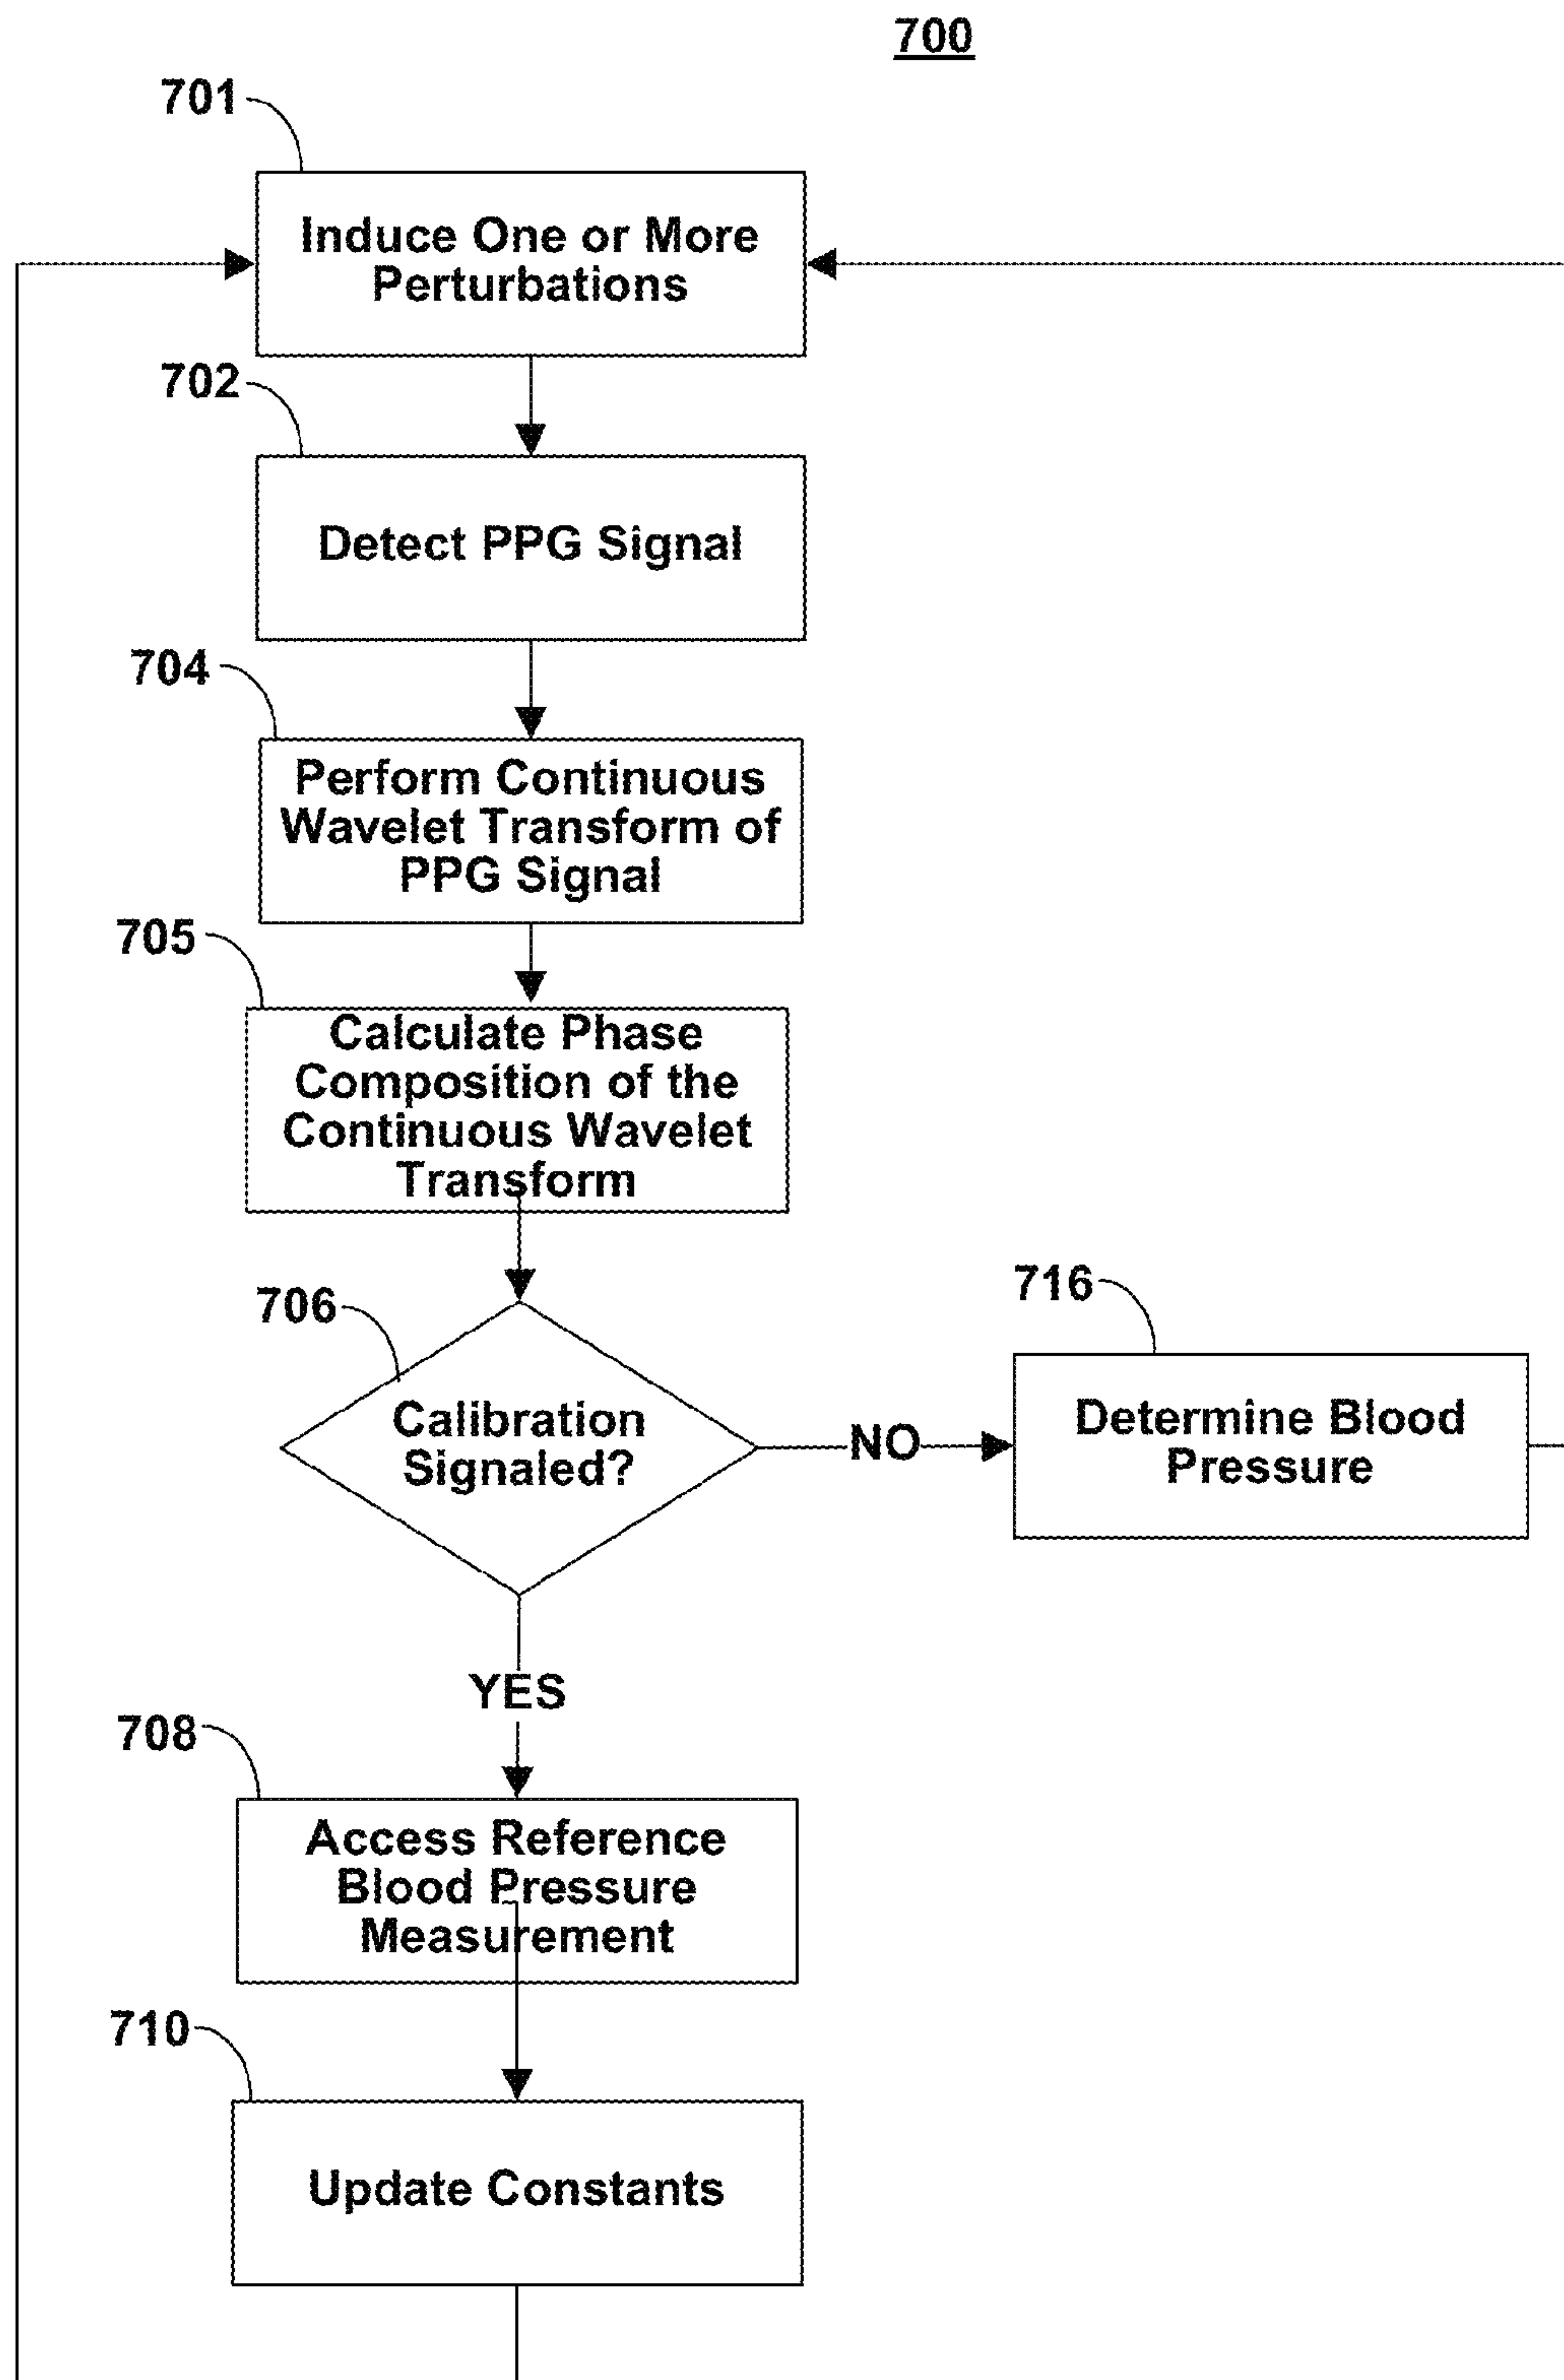 700
701
Induce One or More
Perturbations
702
Detect PPG Signal
704
Perform Continuous
Wavelet Transform of
PPG Signal
705
Calculate Phase
Composition of the
Continuous Wavelet
Transform
706
Calibration
Signaled?
NO
716
Determine Blood
Pressure
YES
708
Access Reference
Blood Pressure
Measurement
710
Update Constants